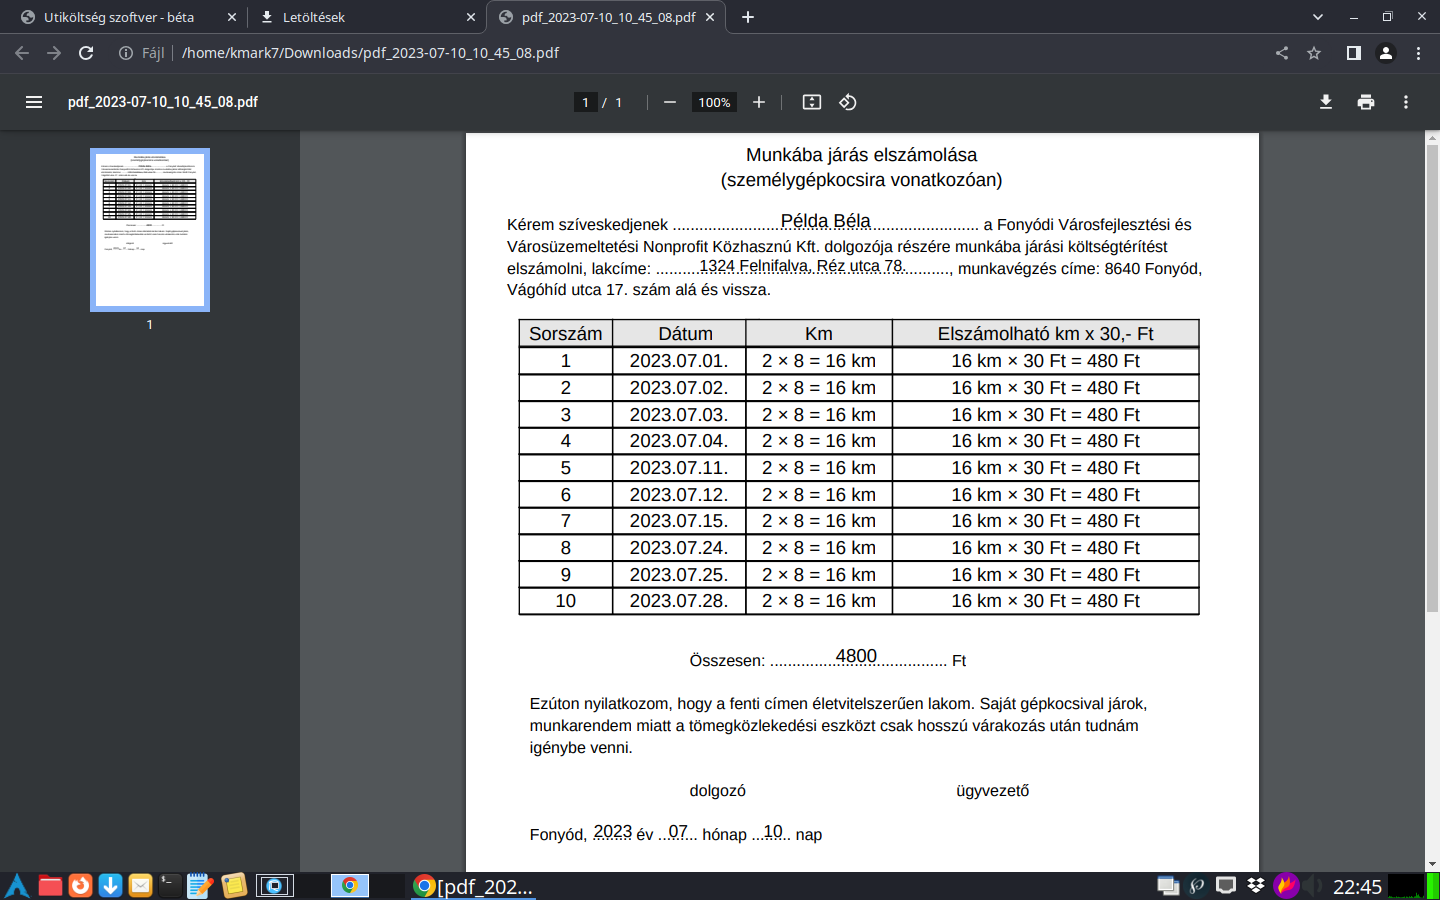 Utiköltség szoftver - béta
Letöltések
pdf_2023-07-10_10_45_08.pdf
Fájl
/home/kmark7/Downloads/pdf_2023-07-10_10_45_08.pdf
pdf_2023-07-10_10_45_08.pdf
1 / 1
100%
1
Munkába járás elszámolása
(személygépkocsira vonatkozóan)
Kérem szíveskedjenek ........................Példa Béla........................ a Fonyódi Városfejlesztési és
Városüzemeltetési Nonprofit Közhasznú Kft. dolgozója részére munkába járási költségtérítést
elszámolni, lakcíme: ..........1324 Felnifalva, Réz utca 78..........., munkavégzés címe: 8640 Fonyód,
Vágóhíd utca 17. szám alá és vissza.
Sorszám Dátum Km Elszámolható km x 30,- Ft
1 2023.07.01. 2 × 8 = 16 km 16 km × 30 Ft = 480 Ft
2 2023.07.02. 2 × 8 = 16 km 16 km × 30 Ft = 480 Ft
3 2023.07.03. 2 × 8 = 16 km 16 km × 30 Ft = 480 Ft
4 2023.07.04. 2 × 8 = 16 km 16 km × 30 Ft = 480 Ft
5 2023.07.11. 2 × 8 = 16 km 16 km × 30 Ft = 480 Ft
6 2023.07.12. 2 × 8 = 16 km 16 km × 30 Ft = 480 Ft
7 2023.07.15. 2 × 8 = 16 km 16 km × 30 Ft = 480 Ft
8 2023.07.24. 2 × 8 = 16 km 16 km × 30 Ft = 480 Ft
9 2023.07.25. 2 × 8 = 16 km 16 km × 30 Ft = 480 Ft
10 2023.07.28. 2 × 8 = 16 km 16 km × 30 Ft = 480 Ft
Összesen: ...............4800................ Ft
Ezúton nyilatkozom, hogy a fenti címen életvitelszerűen lakom. Saját gépkocsival járok,
munkarendem miatt a tömegközlekedési eszközt csak hosszú várakozás után tudnám
igénybe venni.
dolgozó ügyvezető
Fonyód, 2023 év ..07.. hónap ...10.. nap
[pdf_202...
22:45